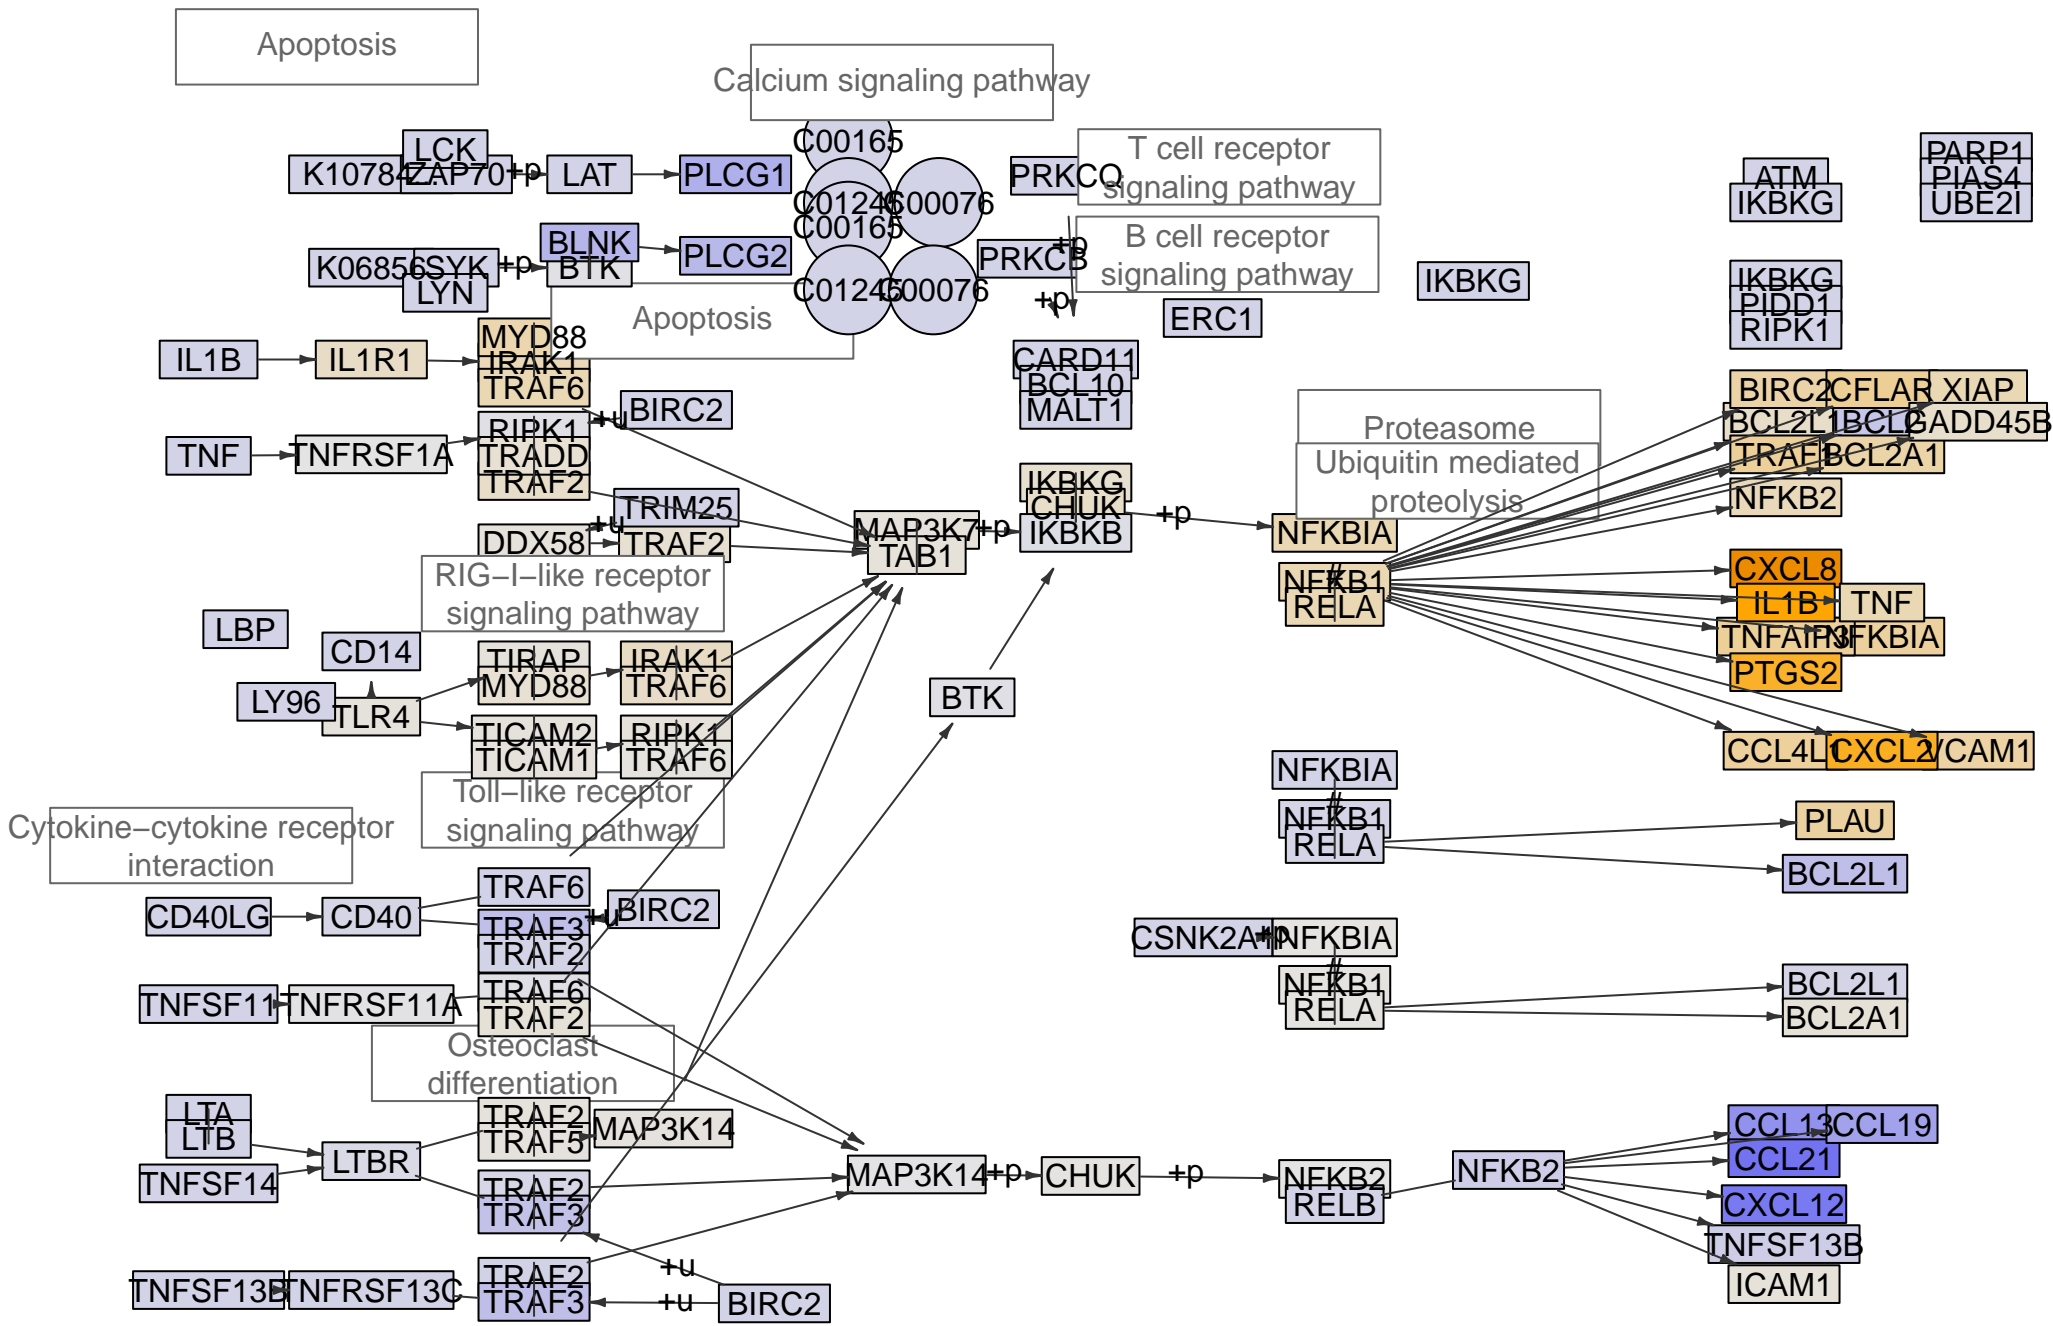 Apoptosis
Calcium signaling pathway
T cell receptor
signaling pathway
B cell receptor
signaling pathway
K10784
LCK
ZAP70
+p
LAT
PLCG1
C00165
C01245
C00076
C00165
C01245
C00076
PRKCQ
PRKCB
+p
+p
K06856
SYK
LYN
+p
BLNK
BTK
PLCG2
Apoptosis
ERC1
IKBKG
ATM
IKBKG
PARP1
PIAS4
UBE2I
IKBKG
PIDD1
RIPK1
IL1B
IL1R1
MYD88
IRAK1
TRAF6
CARD11
BCL10
MALT1
TNF
TNFRSF1A
RIPK1
TRADD
TRAF2
+u
BIRC2
Proteasome
Ubiquitin mediated
proteolysis
BIRC2
CFLAR
XIAP
BCL2L1
BCL2
GADD45B
TRAF1
BCL2A1
NFKB2
TRIM25
+u
DDX58
TRAF2
MAP3K7
TAB1
+p
IKBKG
CHUK
IKBKB
+p
NFKBIA
NFKB1
RELA
RIG−I−like receptor
signaling pathway
CXCL8
IL1B
TNF
TNFAIP3
NFKBIA
PTGS2
CCL4L1
CXCL2
VCAM1
LBP
CD14
LY96
TLR4
TIRAP
MYD88
IRAK1
TRAF6
TICAM2
TICAM1
RIPK1
TRAF6
BTK
Toll−like receptor
signaling pathway
Cytokine−cytokine receptor
interaction
NFKBIA
NFKB1
RELA
PLAU
BCL2L1
CD40LG
CD40
TRAF6
TRAF3
TRAF2
+u
BIRC2
CSNK2A1
+p
NFKBIA
NFKB1
RELA
BCL2L1
BCL2A1
TNFSF11
TNFRSF11A
TRAF6
TRAF2
Osteoclast
differentiation
LTA
LTB
TNFSF14
LTBR
TRAF2
TRAF5
MAP3K14
TRAF2
TRAF3
MAP3K14
+p
CHUK
+p
NFKB2
RELB
NFKB2
CCL13
CCL19
CCL21
CXCL12
TNFSF13B
ICAM1
TNFSF13B
TNFRSF13C
TRAF2
TRAF3
+u
+u
BIRC2